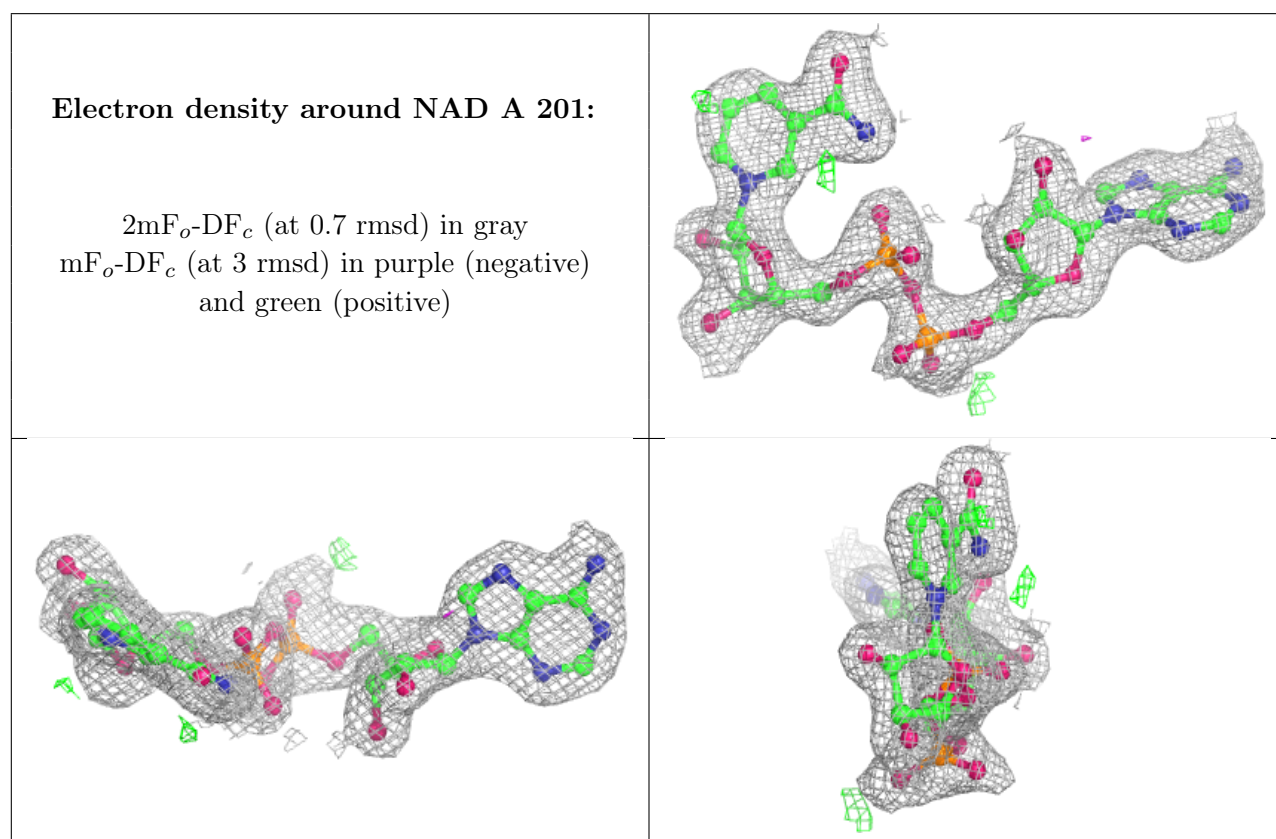 Electron density around NAD A 201:
2mFo-DFc (at 0.7 rmsd) in gray
mFo-DFc (at 3 rmsd) in purple (negative)
and green (positive)